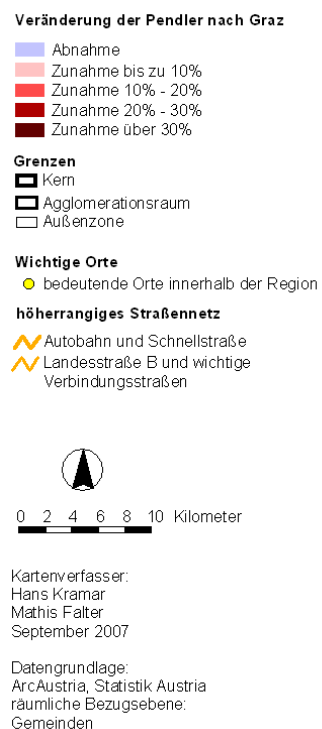 Veränderung der Pendler nach Graz
Abnahme
Zunahme bis zu 10%
Zunahme 10% - 20%
Zunahme 20% - 30%
Zunahme über 30%
Grenzen
Kern
Agglomerationsraum
Außenzone
Wichtige Orte
bedeutende Orte innerhalb der Region
höherrangiges Straßennetz
Autobahn und Schnellstraße
Landesstraße B und wichtige
Verbindungsstraßen
0 2 4 6 8 10 Kilometer
Kartenverfasser:
Hans Kramar
Mathis Falter
September 2007
Datengrundlage:
ArcAustria, Statistik Austria
räumliche Bezugsebene:
Gemeinden